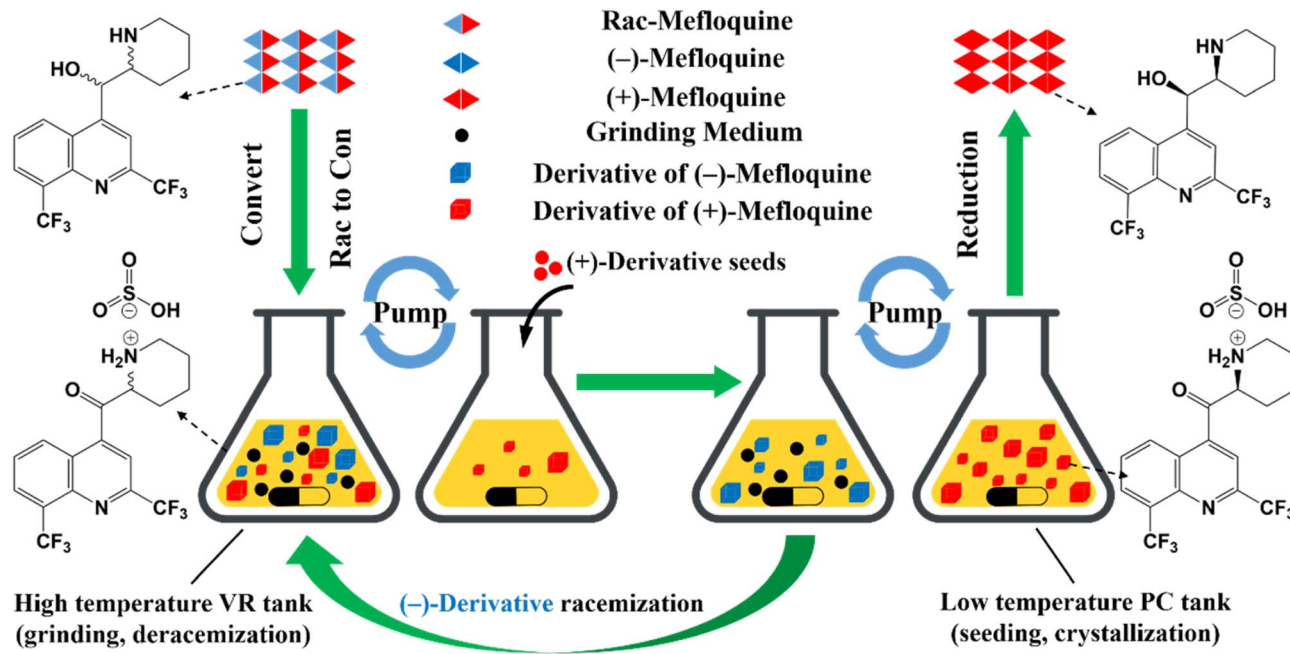 Rac-Mefloquine
(–)-Mefloquine
(+)-Mefloquine
Grinding Medium
Derivative of (–)-Mefloquine
Derivative of (+)-Mefloquine
HN
HO
N
CF₃
CF₃
Convert
Rac to Con
(+)-Derivative seeds
Pump
Pump
Reduction
HN
HO
N
CF₃
CF₃
O
O
S
OH
⊖
⊕
H₂N
O
N
CF₃
CF₃
O
O
S
OH
⊖
⊕
H₂N
O
N
CF₃
CF₃
High temperature VR tank
(grinding, deracemization)
(–)-Derivative racemization
Low temperature PC tank
(seeding, crystallization)